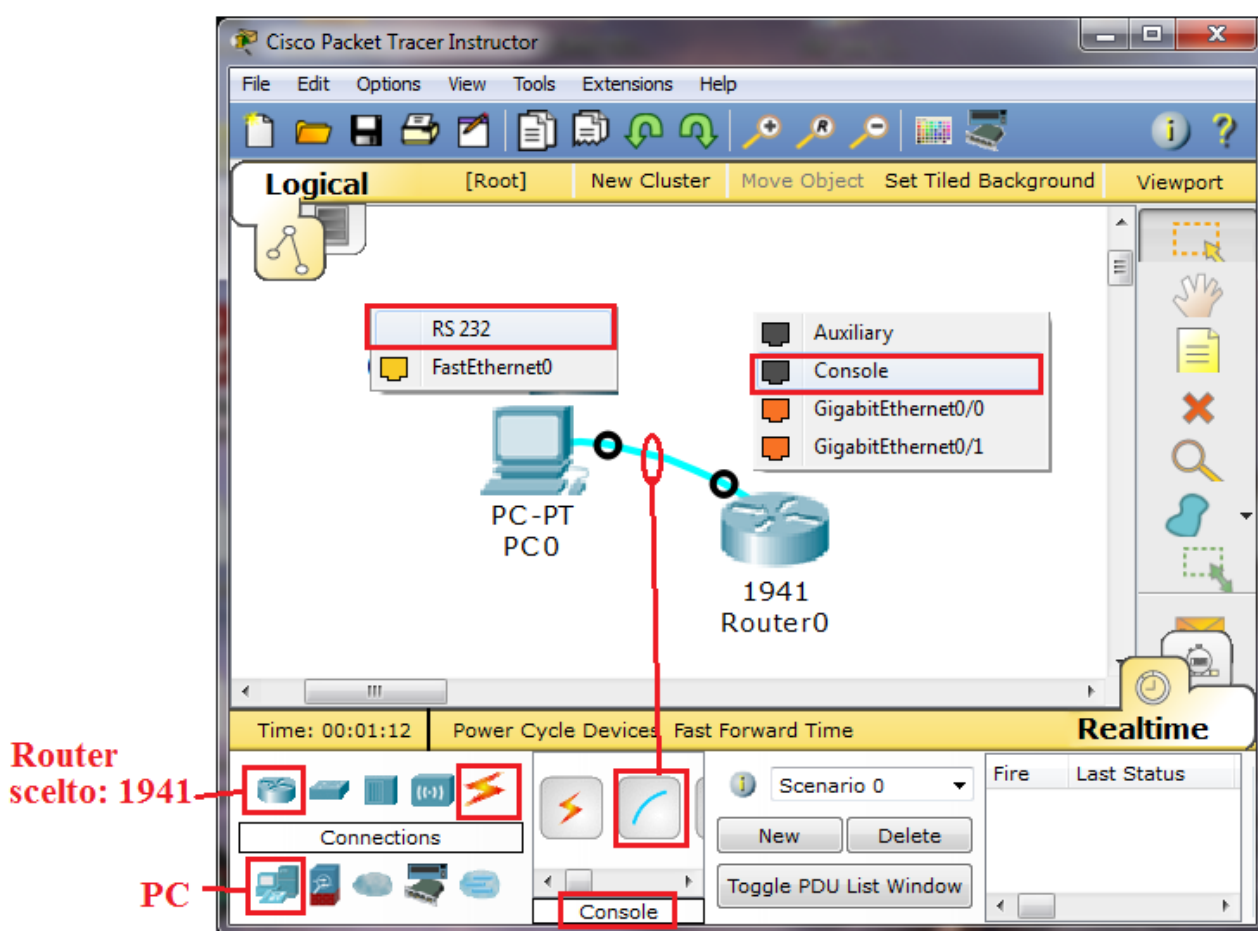 Cisco Packet Tracer Instructor
File Edit Options View Tools Extensions Help
Logical [Root] New Cluster Move Object Set Tiled Background Viewport
RS 232
FastEthernet0
Auxiliary
Console
GigabitEthernet0/0
GigabitEthernet0/1
PC-PT
PC0
1941
Router0
Time: 00:01:12 Power Cycle Devices Fast Forward Time Realtime
Router
scelto: 1941
Connections
PC
Console
Scenario 0
New Delete
Toggle PDU List Window
Fire Last Status